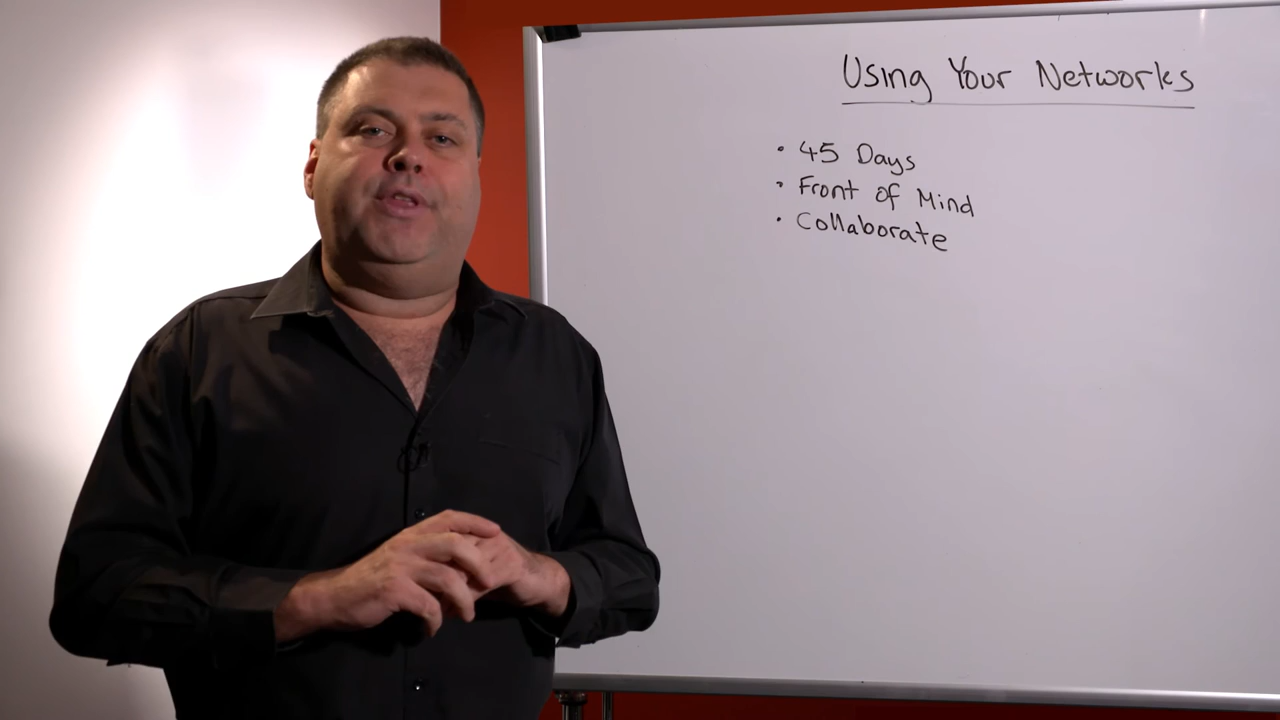 Using Your Networks
• 45 Days
• Front of Mind
• Collaborate